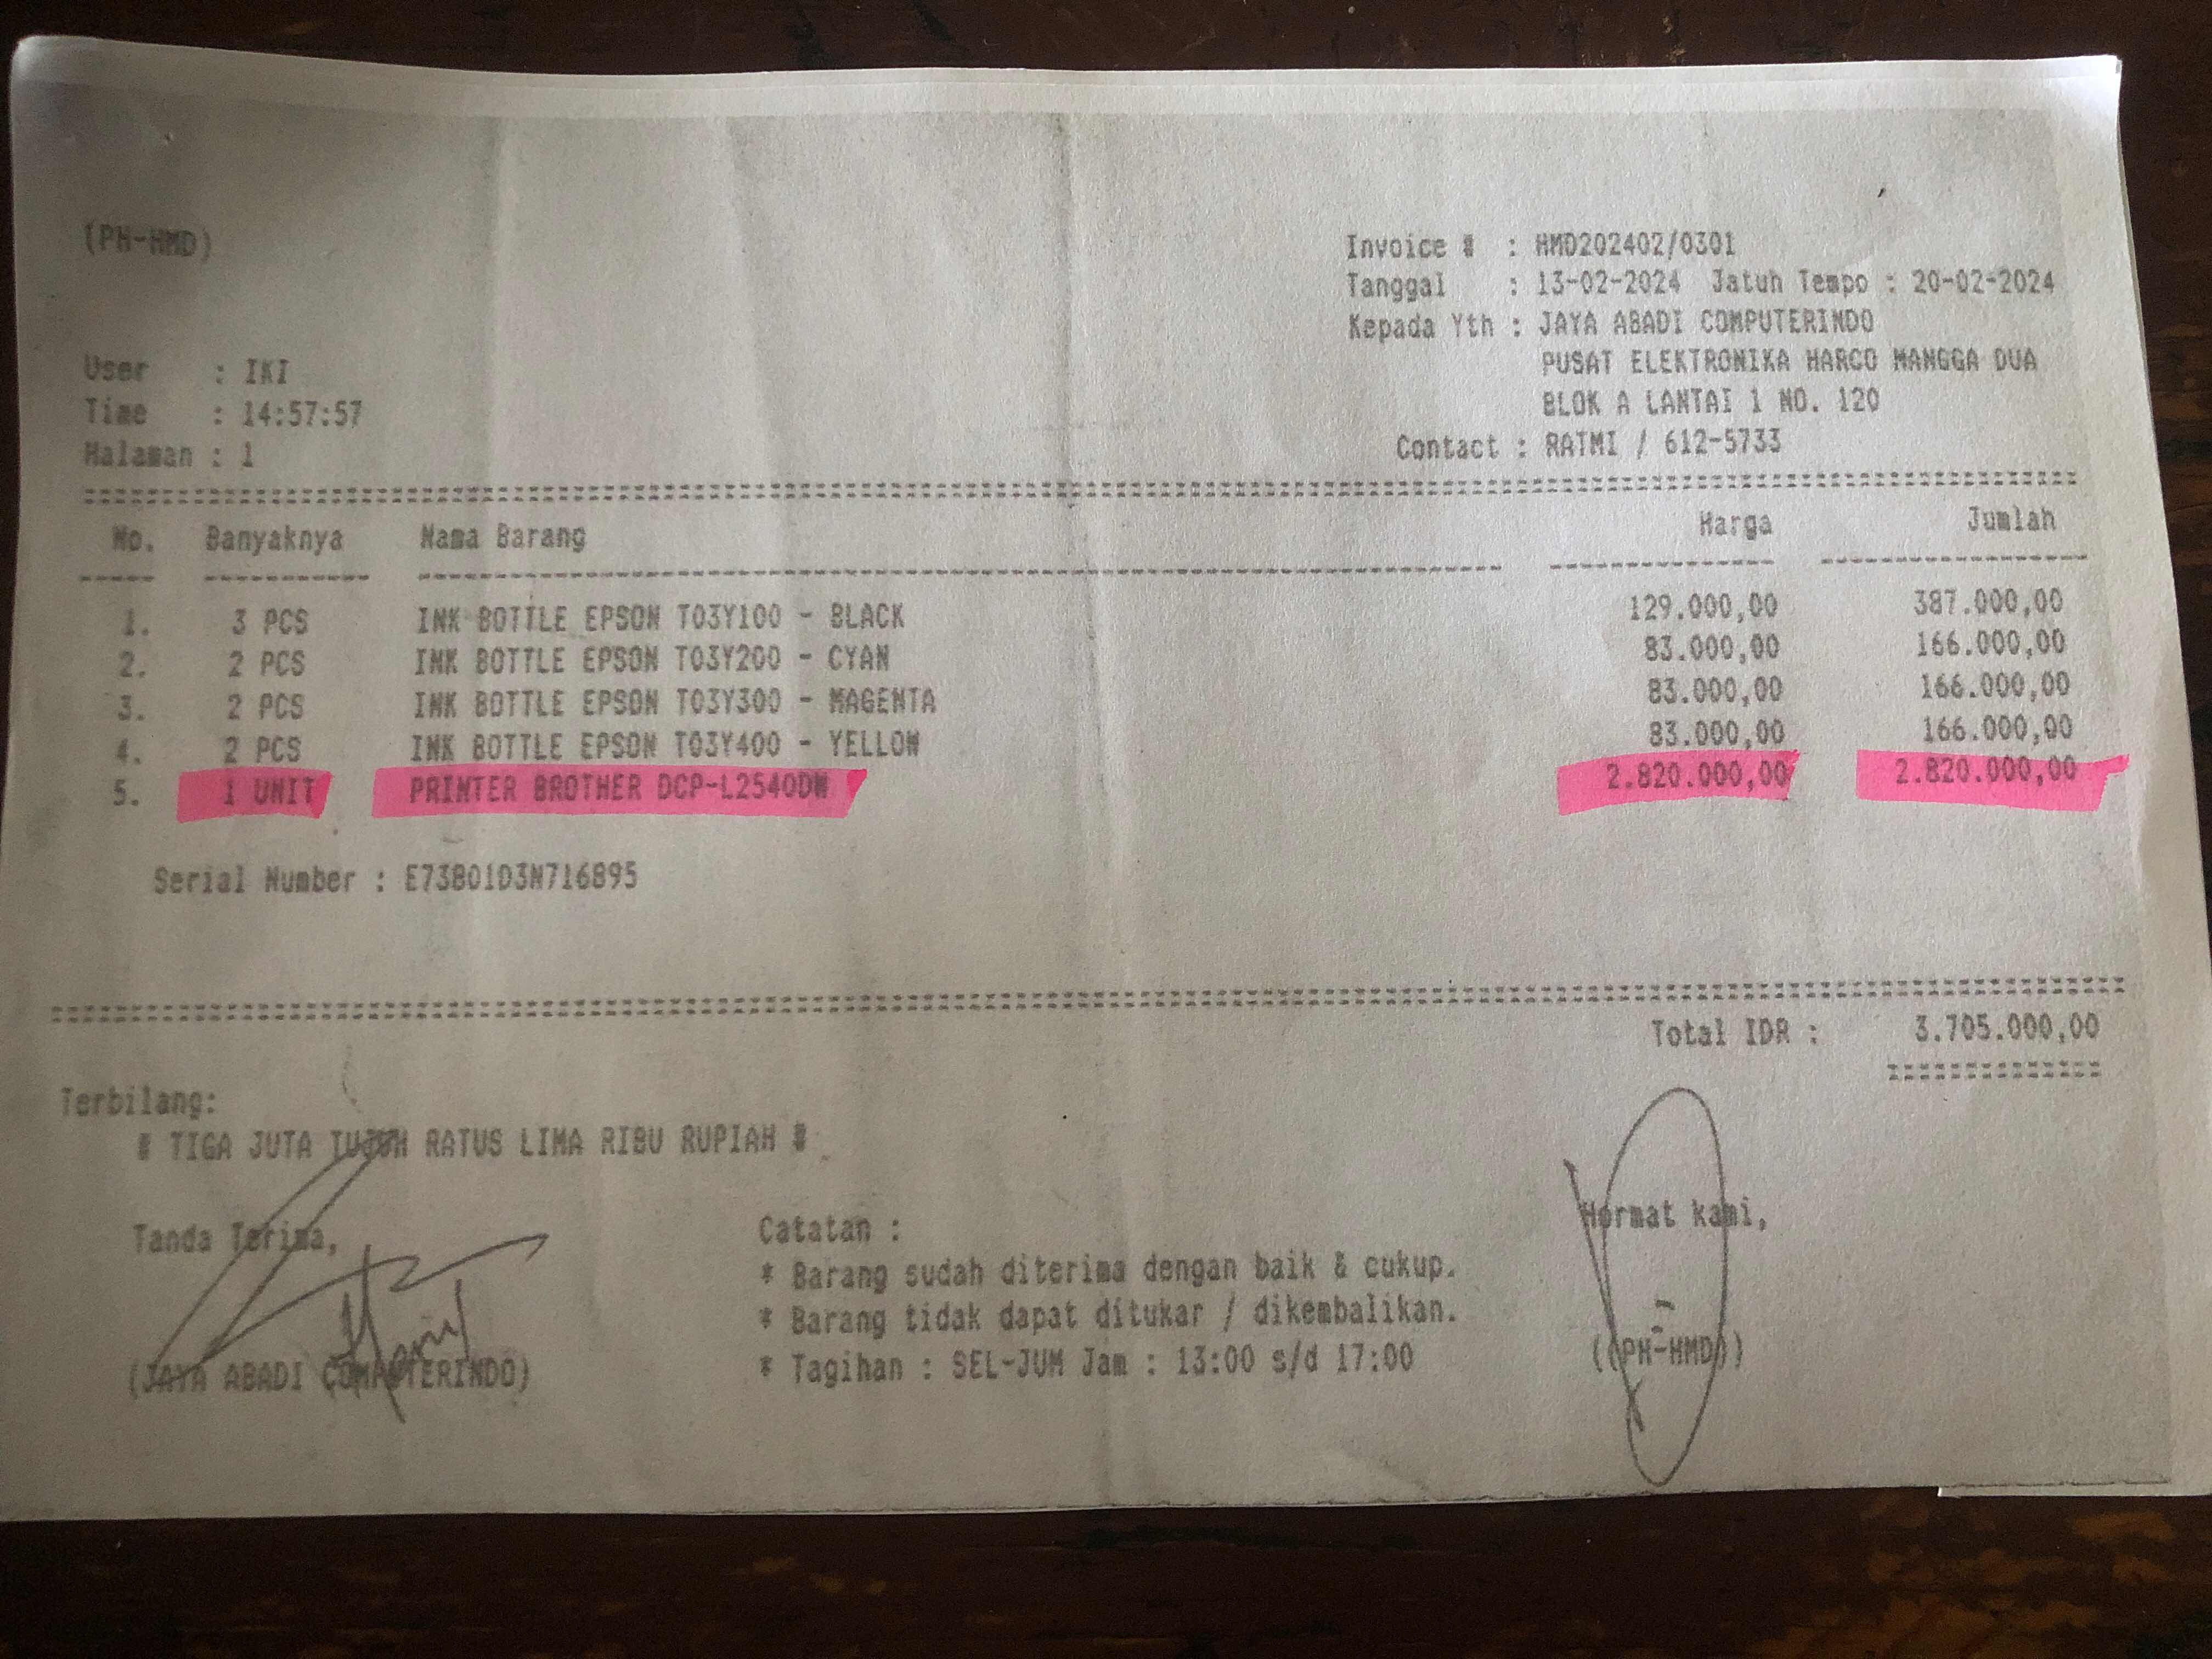 (PH-HMD)
Invoice # : HMD202402/0301
Tanggal : 13-02-2024 Jatuh Tempo : 20-02-2024
Kepada Yth : JAYA ABADI COMPUTERINDO
PUSAT ELEKTRONIKA HARCO MANGGA DUA
BLOK A LANTAI 1 NO. 120
Contact : RATMI / 612-5733
User : IKI
Time : 14:57:57
Halaman : 1
No. Banyaknya Nama Barang Harga Jumlah
1. 3 PCS INK BOTTLE EPSON T03Y100 - BLACK 129.000,00 387.000,00
2. 2 PCS INK BOTTLE EPSON T03Y200 - CYAN 83.000,00 166.000,00
3. 2 PCS INK BOTTLE EPSON T03Y300 - MAGENTA 83.000,00 166.000,00
4. 2 PCS INK BOTTLE EPSON T03Y400 - YELLOW 83.000,00 166.000,00
5. 1 UNIT PRINTER BROTHER DCP-L2540DW 2.820.000,00 2.820.000,00
Serial Number : E73801D3N716895
Total IDR : 3.705.000,00
Terbilang:
# TIGA JUTA TUJUH RATUS LIMA RIBU RUPIAH #
Tanda Terima,
(JAYA ABADI COMPUTERINDO)
Catatan :
* Barang sudah diterima dengan baik & cukup.
* Barang tidak dapat ditukar / dikembalikan.
* Tagihan : SEL-JUM Jam : 13:00 s/d 17:00
Hormat kami,
((PH-HMD))